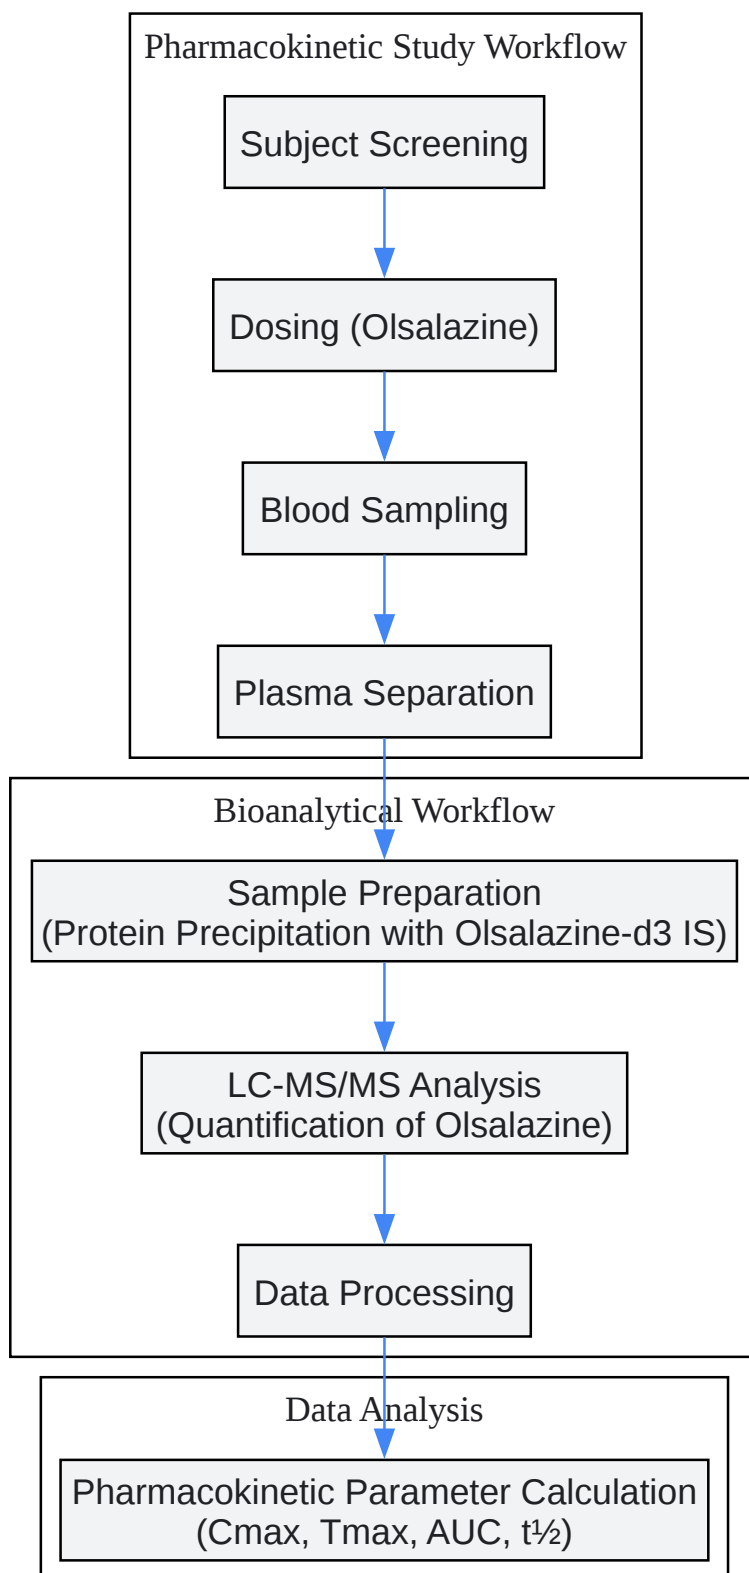 Pharmacokinetic Study Workflow
Subject Screening
Dosing (Olsalazine)
Blood Sampling
Plasma Separation
Bioanalytical Workflow
Sample Preparation
(Protein Precipitation with Olsalazine-d3 IS)
LC-MS/MS Analysis
(Quantification of Olsalazine)
Data Processing
Data Analysis
Pharmacokinetic Parameter Calculation
(Cmax, Tmax, AUC, t½)